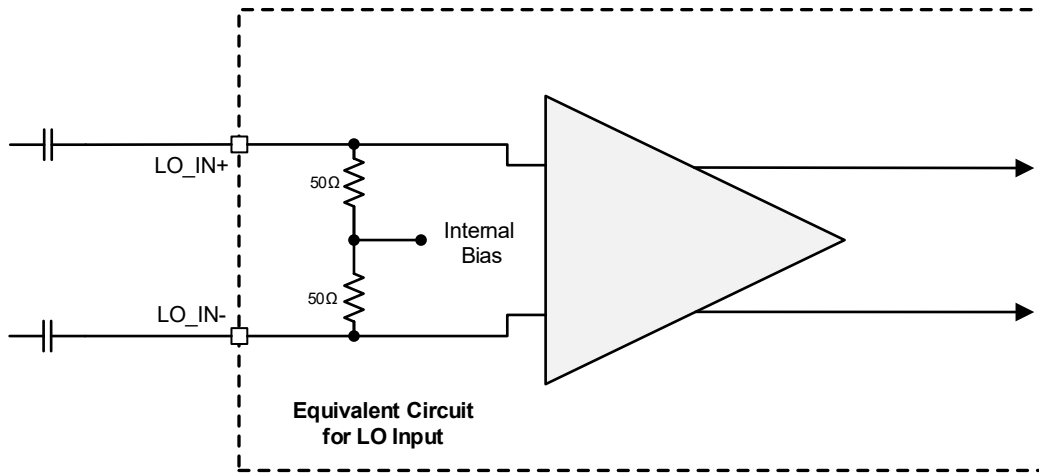 LO_IN+
50Ω
Internal
Bias
50Ω
LO_IN-
Equivalent Circuit
for LO Input